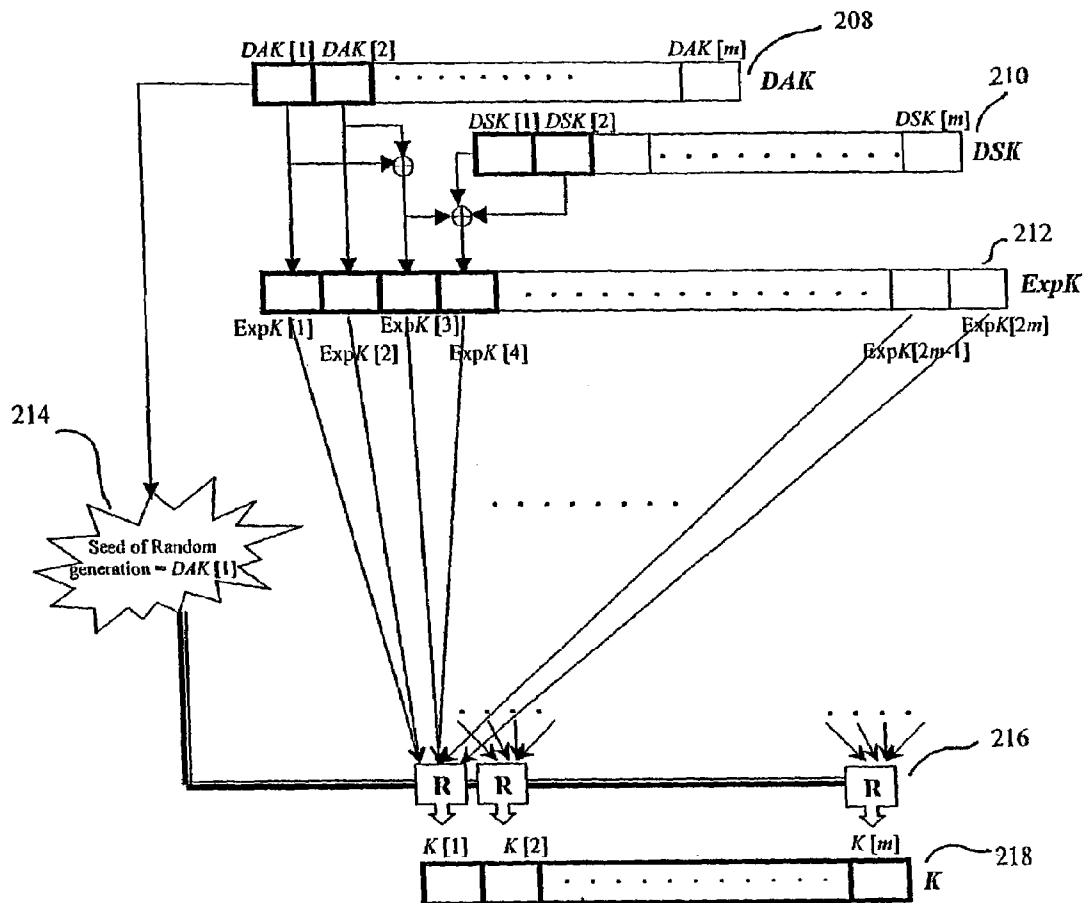 208
DAK [1] DAK [2] DAK [m]
DAK
210
DSK [1] DSK [2] DSK [m]
DSK
212
ExpK
ExpK [1] ExpK [3] ExpK[2m]
ExpK [2] ExpK [4] ExpK[2m-1]
214
Seed of Random
generation = DAK [1]
216
R R R
K [1] K [2] K [m]
218
K